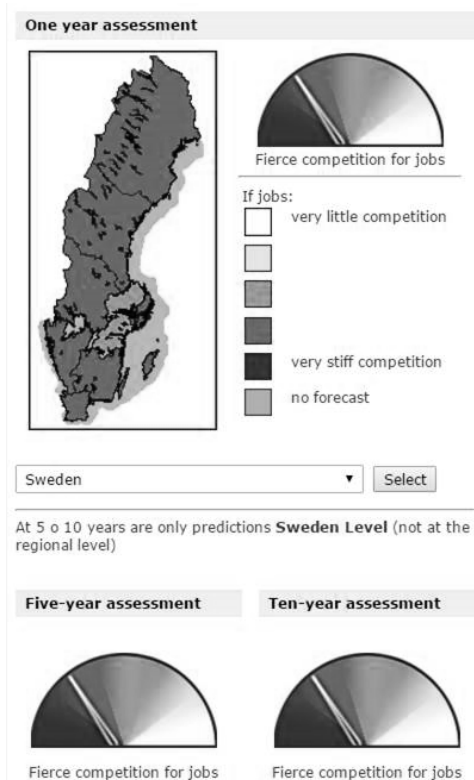 One year assessment
Fierce competition for jobs
If jobs:
very little competition
very stiff competition
no forecast
Sweden
Select
At 5 o 10 years are only predictions Sweden Level (not at the
regional level)
Five-year assessment
Ten-year assessment
Fierce competition for jobs
Fierce competition for jobs